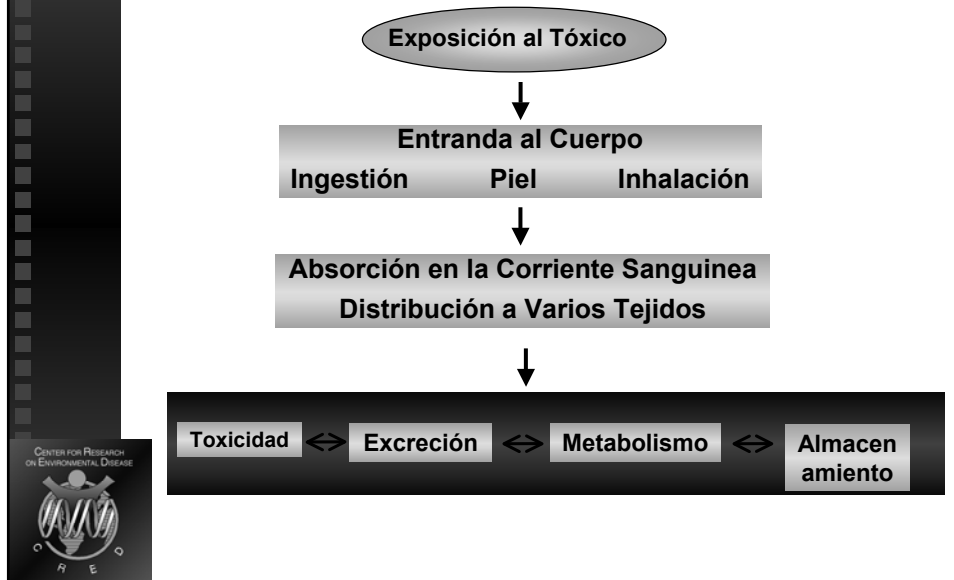 Exposición al Tóxico
Entranda al Cuerpo
Ingestión Piel Inhalación
Absorción en la Corriente Sanguinea
Distribución a Varios Tejidos
Toxicidad <-> Excreción <-> Metabolismo <-> Almacen
amiento
CENTER FOR RESEARCH
ON ENVIRONMENTAL DISEASE
C R E D